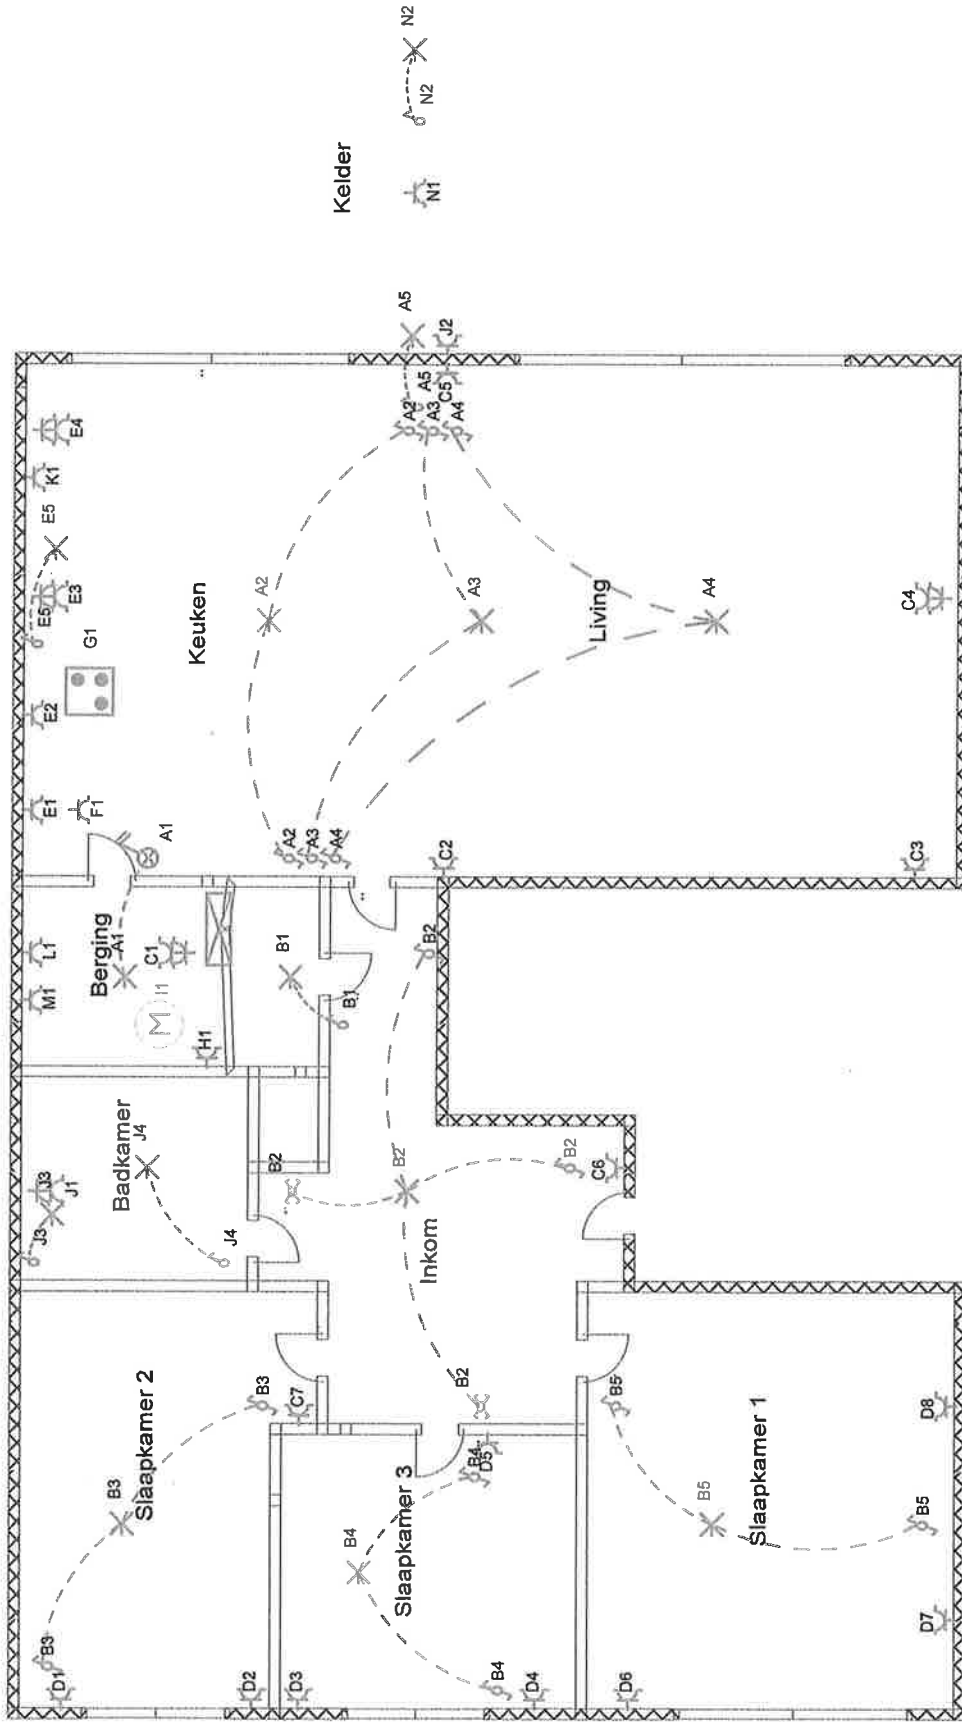 N2
N2
Kelder
N1
A5
J2
A5
C5
A2
A3
A4
E4
K1
E5
E5
E3
G1
E2
E1
F1
Keuken
A2
A3
Living
A4
C4
A1
A2
A3
A4
C2
C3
L1
M1
Berging
A1
C1
M
I1
H1
B1
B1
B2
Badkamer
J4
J3
J1
J3
J4
B2
B2
B2
C6
Inkom
B2
Slaapkamer 2
B3
B3
C7
B3
D1
D2
D3
Slaapkamer 3
B4
B4
D5
B4
D4
Slaapkamer 1
B5
B5
B5
D8
D7
D6